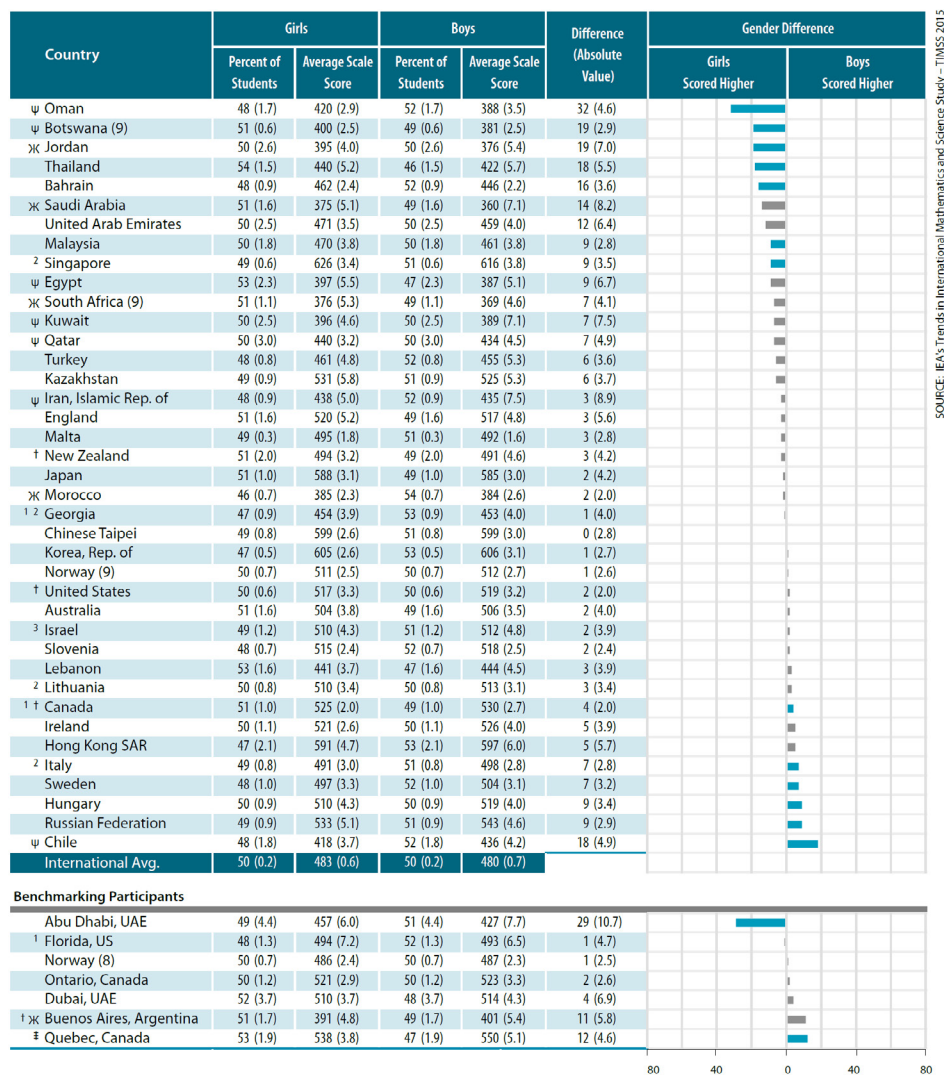 Girls Boys Difference (Absolute Value) Gender Difference
Country
Percent of Students Average Scale Score Percent of Students Average Scale Score Girls Scored Higher Boys Scored Higher
ψ Oman 48 (1.7) 420 (2.9) 52 (1.7) 388 (3.5) 32 (4.6)
ψ Botswana (9) 51 (0.6) 400 (2.5) 49 (0.6) 381 (2.5) 19 (2.9)
Ж Jordan 50 (2.6) 395 (4.0) 50 (2.6) 376 (5.4) 19 (7.0)
Thailand 54 (1.5) 440 (5.2) 46 (1.5) 422 (5.7) 18 (5.5)
Bahrain 48 (0.9) 462 (2.4) 52 (0.9) 446 (2.2) 16 (3.6)
Ж Saudi Arabia 51 (1.6) 375 (5.1) 49 (1.6) 360 (7.1) 14 (8.2)
United Arab Emirates 50 (2.5) 471 (3.5) 50 (2.5) 459 (4.0) 12 (6.4)
Malaysia 50 (1.8) 470 (3.8) 50 (1.8) 461 (3.8) 9 (2.8)
2 Singapore 49 (0.6) 626 (3.4) 51 (0.6) 616 (3.8) 9 (3.5)
ψ Egypt 53 (2.3) 397 (5.5) 47 (2.3) 387 (5.1) 9 (6.7)
Ж South Africa (9) 51 (1.1) 376 (5.3) 49 (1.1) 369 (4.6) 7 (4.1)
ψ Kuwait 50 (2.5) 396 (4.6) 50 (2.5) 389 (7.1) 7 (7.5)
ψ Qatar 50 (3.0) 440 (3.2) 50 (3.0) 434 (4.5) 7 (4.9)
Turkey 48 (0.8) 461 (4.8) 52 (0.8) 455 (5.3) 6 (3.6)
Kazakhstan 49 (0.9) 531 (5.8) 51 (0.9) 525 (5.3) 6 (3.7)
ψ Iran, Islamic Rep. of 48 (0.9) 438 (5.0) 52 (0.9) 435 (7.5) 3 (8.9)
England 51 (1.6) 520 (5.2) 49 (1.6) 517 (4.8) 3 (5.6)
Malta 49 (0.3) 495 (1.8) 51 (0.3) 492 (1.6) 3 (2.8)
† New Zealand 51 (2.0) 494 (3.2) 49 (2.0) 491 (4.6) 3 (4.2)
Japan 51 (1.0) 588 (3.1) 49 (1.0) 585 (3.0) 2 (4.2)
Ж Morocco 46 (0.7) 385 (2.3) 54 (0.7) 384 (2.6) 2 (2.0)
1 2 Georgia 47 (0.9) 454 (3.9) 53 (0.9) 453 (4.0) 1 (4.0)
Chinese Taipei 49 (0.8) 599 (2.6) 51 (0.8) 599 (3.0) 0 (2.8)
Korea, Rep. of 47 (0.5) 605 (2.6) 53 (0.5) 606 (3.1) 1 (2.7)
Norway (9) 50 (0.7) 511 (2.5) 50 (0.7) 512 (2.7) 1 (2.6)
† United States 50 (0.6) 517 (3.3) 50 (0.6) 519 (3.2) 2 (2.0)
Australia 51 (1.6) 504 (3.8) 49 (1.6) 506 (3.5) 2 (4.0)
3 Israel 49 (1.2) 510 (4.3) 51 (1.2) 512 (4.8) 2 (3.9)
Slovenia 48 (0.7) 515 (2.4) 52 (0.7) 518 (2.5) 2 (2.4)
Lebanon 53 (1.6) 441 (3.7) 47 (1.6) 444 (4.5) 3 (3.9)
2 Lithuania 50 (0.8) 510 (3.4) 50 (0.8) 513 (3.1) 3 (3.4)
1 † Canada 51 (1.0) 525 (2.0) 49 (1.0) 530 (2.7) 4 (2.0)
Ireland 50 (1.1) 521 (2.6) 50 (1.1) 526 (4.0) 5 (3.9)
Hong Kong SAR 47 (2.1) 591 (4.7) 53 (2.1) 597 (6.0) 5 (5.7)
2 Italy 49 (0.8) 491 (3.0) 51 (0.8) 498 (2.8) 7 (2.8)
Sweden 48 (1.0) 497 (3.3) 52 (1.0) 504 (3.1) 7 (3.2)
Hungary 50 (0.9) 510 (4.3) 50 (0.9) 519 (4.0) 9 (3.4)
Russian Federation 49 (0.9) 533 (5.1) 51 (0.9) 543 (4.6) 9 (2.9)
ψ Chile 48 (1.8) 418 (3.7) 52 (1.8) 436 (4.2) 18 (4.9)
International Avg. 50 (0.2) 483 (0.6) 50 (0.2) 480 (0.7)
Benchmarking Participants
Abu Dhabi, UAE 49 (4.4) 457 (6.0) 51 (4.4) 427 (7.7) 29 (10.7)
1 Florida, US 48 (1.3) 494 (7.2) 52 (1.3) 493 (6.5) 1 (4.7)
Norway (8) 50 (0.7) 486 (2.4) 50 (0.7) 487 (2.3) 1 (2.5)
Ontario, Canada 50 (1.2) 521 (2.9) 50 (1.2) 523 (3.3) 2 (2.6)
Dubai, UAE 52 (3.7) 510 (3.7) 48 (3.7) 514 (4.3) 4 (6.9)
† Ж Buenos Aires, Argentina 51 (1.7) 391 (4.8) 49 (1.7) 401 (5.4) 11 (5.8)
‡ Quebec, Canada 53 (1.9) 538 (3.8) 47 (1.9) 550 (5.1) 12 (4.6)
80 40 0 40 80
SOURCE: IEA's Trends in International Mathematics and Science Study – TIMSS 2015